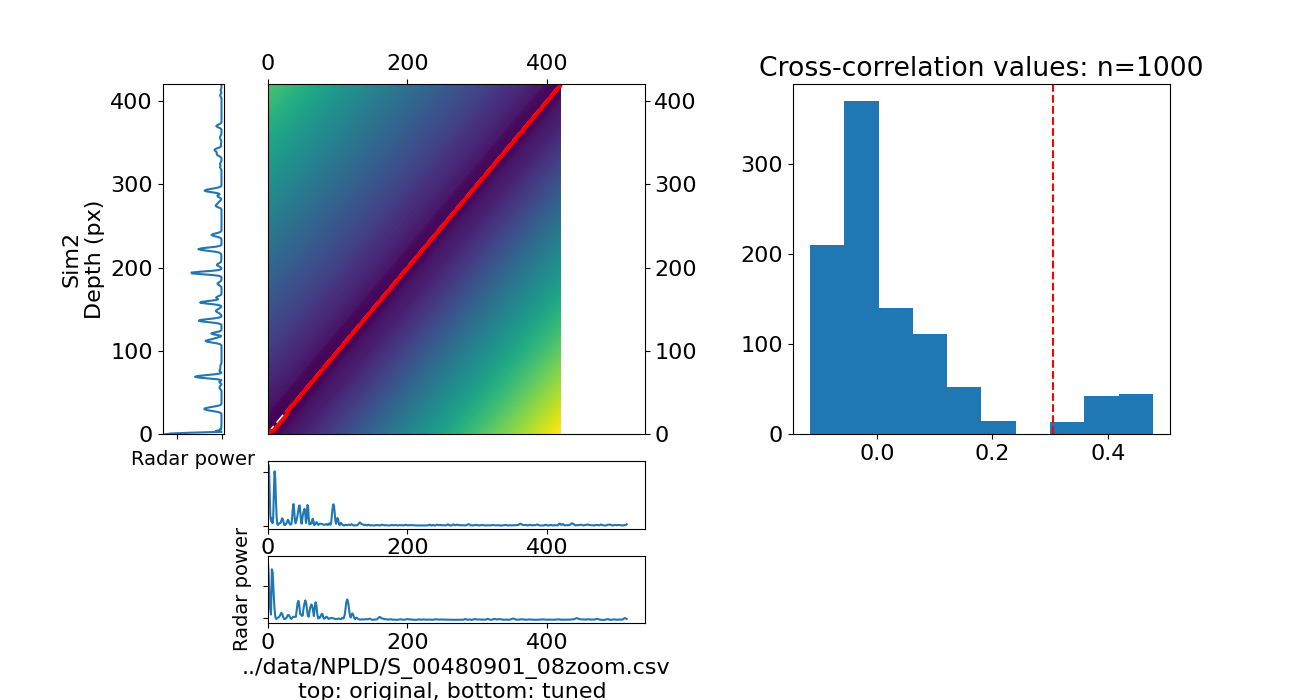 Cross-correlation values: n=1000
0 200 400
400
300
200
100
0
Sim2
Depth (px)
Radar power
400
300
200
100
0
300
200
100
0
0.0 0.2 0.4
0 200 400
Radar power
0 200 400
../data/NPLD/S_00480901_08zoom.csv
top: original, bottom: tuned